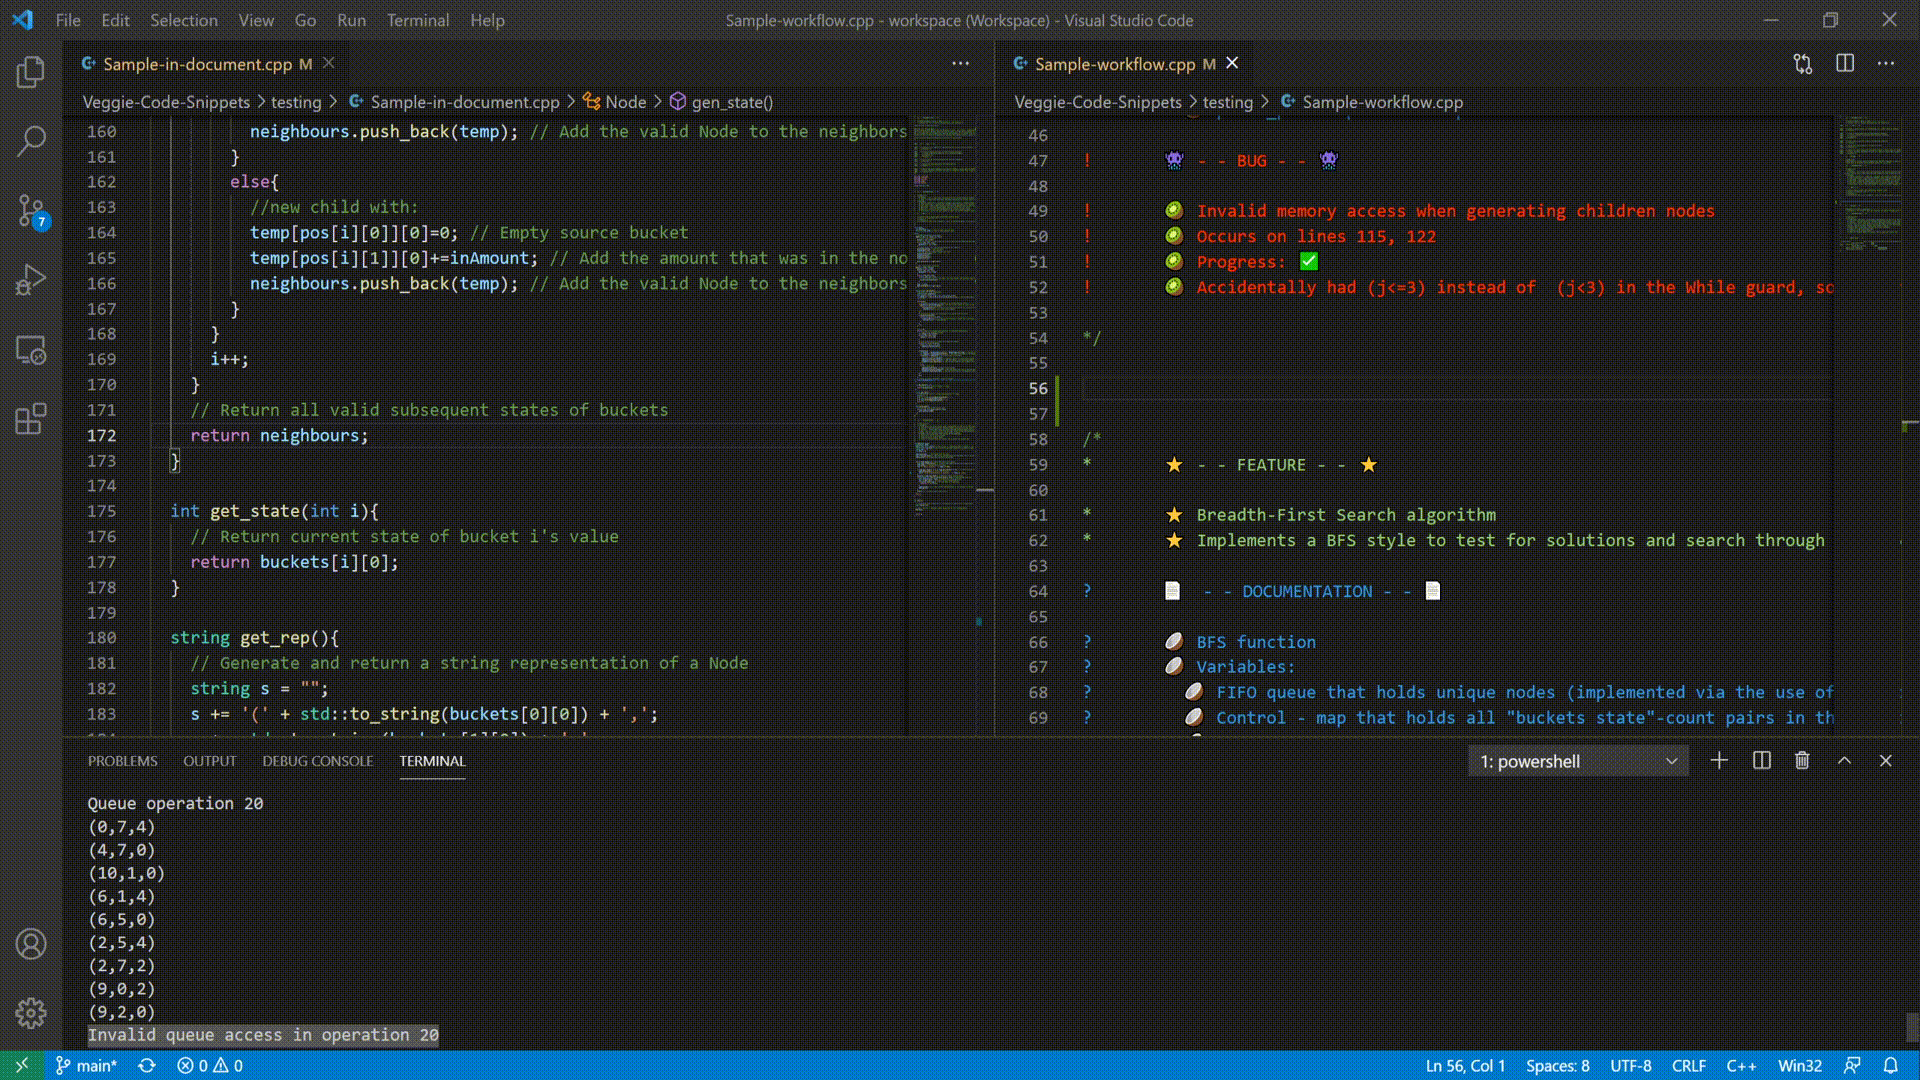 File Edit Selection View Go Run Terminal Help
Sample-workflow.cpp - workspace (Workspace) - Visual Studio Code
Sample-in-document.cpp M
Veggie-Code-Snippets > testing > Sample-in-document.cpp > Node > gen_state()
160 neighbours.push_back(temp); // Add the valid Node to the neighbors
161 }
162 else{
163 //new child with:
164 temp[pos[i][0]][0]=0; // Empty source bucket
165 temp[pos[i][1]][0]+=inAmount; // Add the amount that was in the no
166 neighbours.push_back(temp); // Add the valid Node to the neighbors
167 }
168 }
169 i++;
170 }
171 // Return all valid subsequent states of buckets
172 return neighbours;
173 }
174
175 int get_state(int i){
176 // Return current state of bucket i's value
177 return buckets[i][0];
178 }
179
180 string get_rep(){
181 // Generate and return a string representation of a Node
182 string s = "";
183 s += '(' + std::to_string(buckets[0][0]) + ',';
Sample-workflow.cpp M
Veggie-Code-Snippets > testing > Sample-workflow.cpp
46
47 ! 👾 - - BUG - - 👾
48
49 ! 🥝 Invalid memory access when generating children nodes
50 ! 🥝 Occurs on lines 115, 122
51 ! 🥝 Progress: ✅
52 ! 🥝 Accidentally had (j<=3) instead of  (j<3) in the While guard, so
53
54 */
55
56
57
58 /*
59 * ⭐ - - FEATURE - - ⭐
60
61 * ⭐ Breadth-First Search algorithm
62 * ⭐ Implements a BFS style to test for solutions and search through
63
64 ? 📄 - - DOCUMENTATION - - 📄
65
66 ? 🥥 BFS function
67 ? 🥥 Variables:
68 ? 🥥 FIFO queue that holds unique nodes (implemented via the use of
69 ? 🥥 Control - map that holds all "buckets state"-count pairs in th
7
PROBLEMS OUTPUT DEBUG CONSOLE TERMINAL
1: powershell
Queue operation 20
(0,7,4)
(4,7,0)
(10,1,0)
(6,1,4)
(6,5,0)
(2,5,4)
(2,7,2)
(9,0,2)
(9,2,0)
Invalid queue access in operation 20
main* 0 0
Ln 56, Col 1 Spaces: 8 UTF-8 CRLF C++ Win32